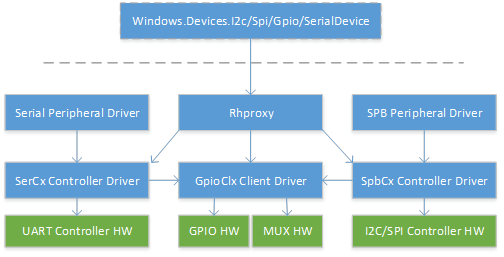 Windows.Devices.I2c/Spi/Gpio/SerialDevice
Serial Peripheral Driver
Rhproxy
SPB Peripheral Driver
SerCx Controller Driver
GpioClx Client Driver
SpbCx Controller Driver
UART Controller HW
GPIO HW
MUX HW
I2C/SPI Controller HW